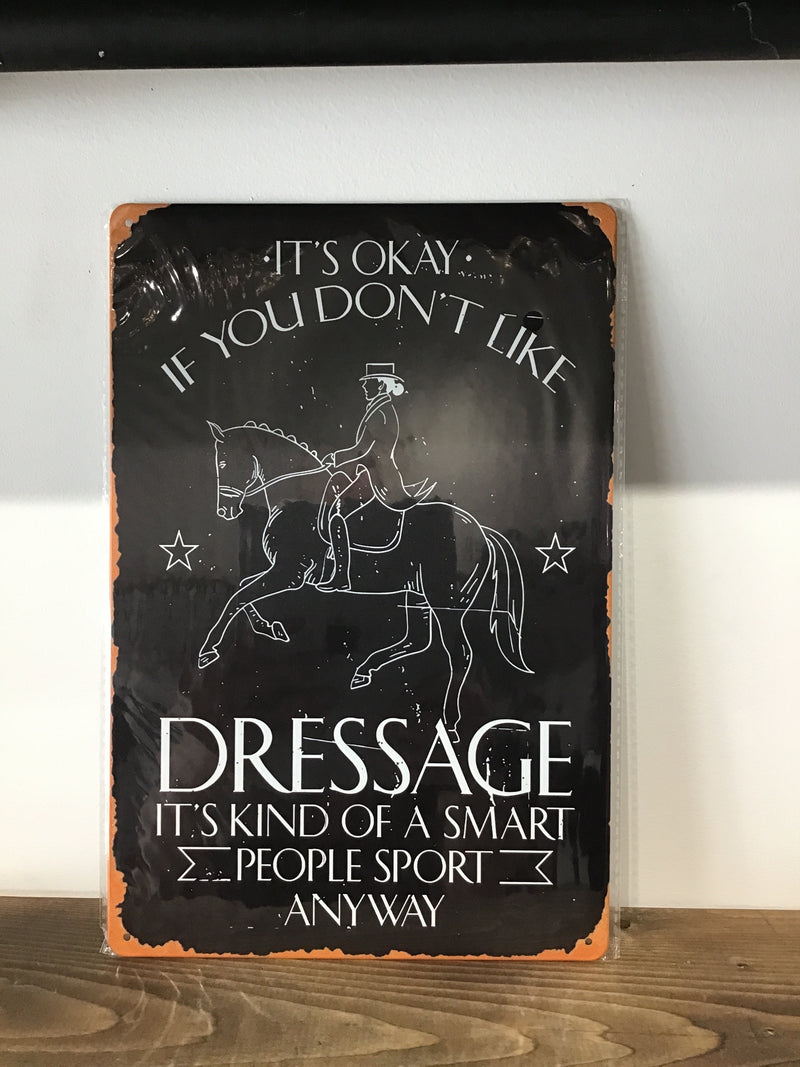 ·IT'S OKAY·
IF YOU DON'T LIKE
DRESSAGE
IT'S KIND OF A SMART
PEOPLE SPORT
ANYWAY